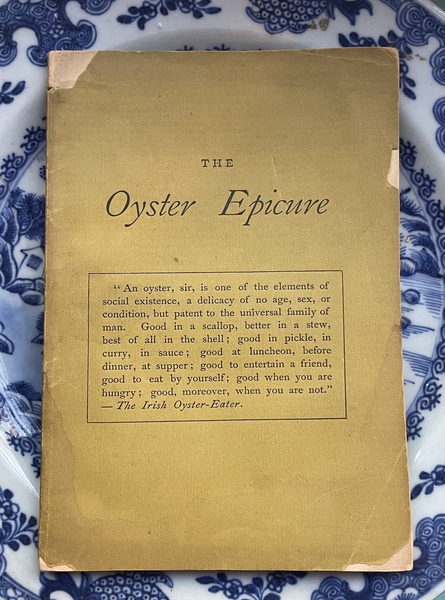 THE
Oyster Epicure
“ An oyster, sir, is one of the elements of
social existence, a delicacy of no age, sex, or
condition, but patent to the universal family of
man. Good in a scallop, better in a stew,
best of all in the shell ; good in pickle, in
curry, in sauce ; good at luncheon, before
dinner, at supper ; good to entertain a friend,
good to eat by yourself ; good when you are
hungry ; good, moreover, when you are not.”
— The Irish Oyster-Eater.